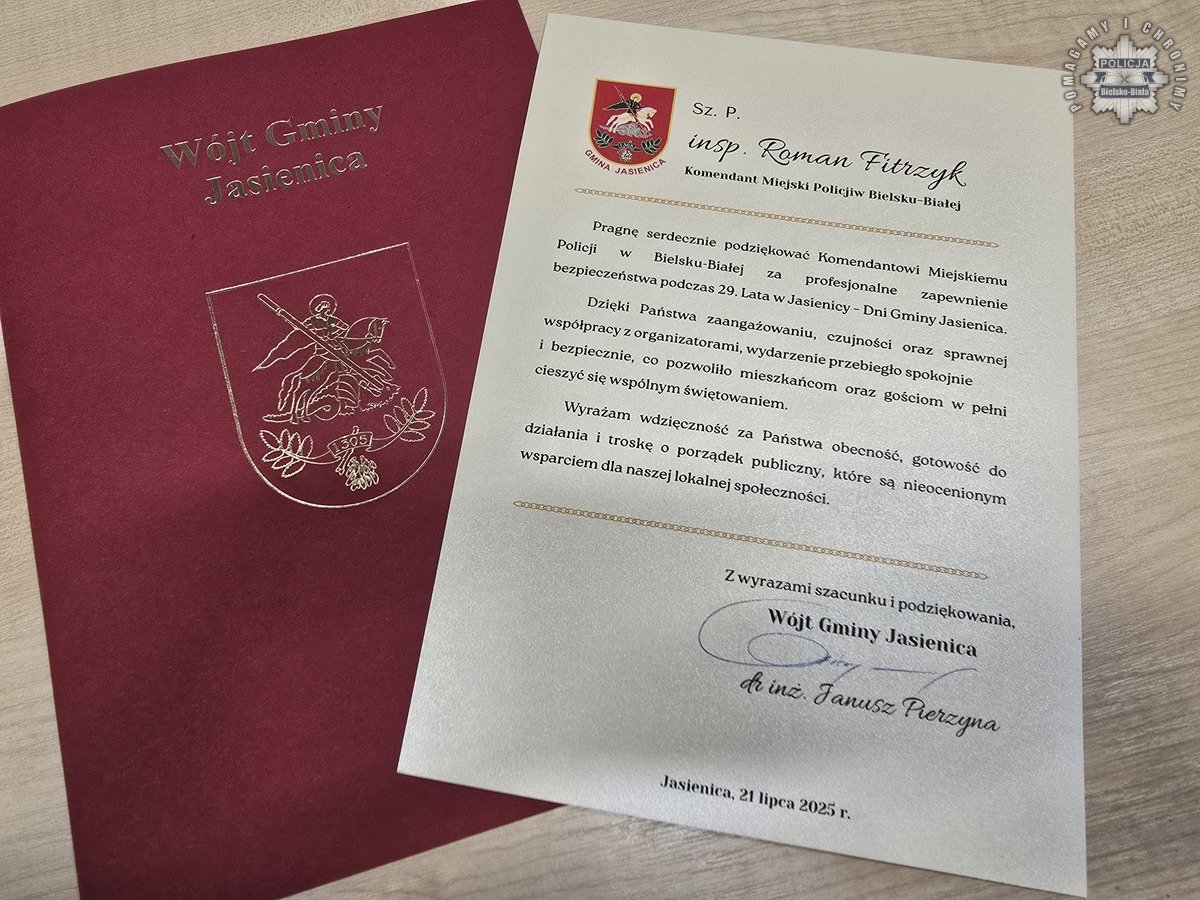 Wójt Gminy
Jasienica
1305
GMINA JASIENICA
Sz. P.
insp. Roman Fitrzyk
Komendant Miejski Policjiw Bielsku-Białej
Pragnę serdecznie podziękować Komendantowi Miejskiemu
Policji w Bielsku-Białej za profesjonalne zapewnienie
bezpieczeństwa podczas 29. Lata w Jasienicy – Dni Gminy Jasienica.
Dzięki Państwa zaangażowaniu, czujności oraz sprawnej
współpracy z organizatorami, wydarzenie przebiegło spokojnie
i bezpiecznie, co pozwoliło mieszkańcom oraz gościom w pełni
cieszyć się wspólnym świętowaniem.
Wyrażam wdzięczność za Państwa obecność, gotowość do
działania i troskę o porządek publiczny, które są nieocenionym
wsparciem dla naszej lokalnej społeczności.
Z wyrazami szacunku i podziękowania,
Wójt Gminy Jasienica
dr inż. Janusz Pierzyna
Jasienica, 21 lipca 2025 r.
POMAGAMY I CHRONIMY
POLICJA
Bielsko-Biała